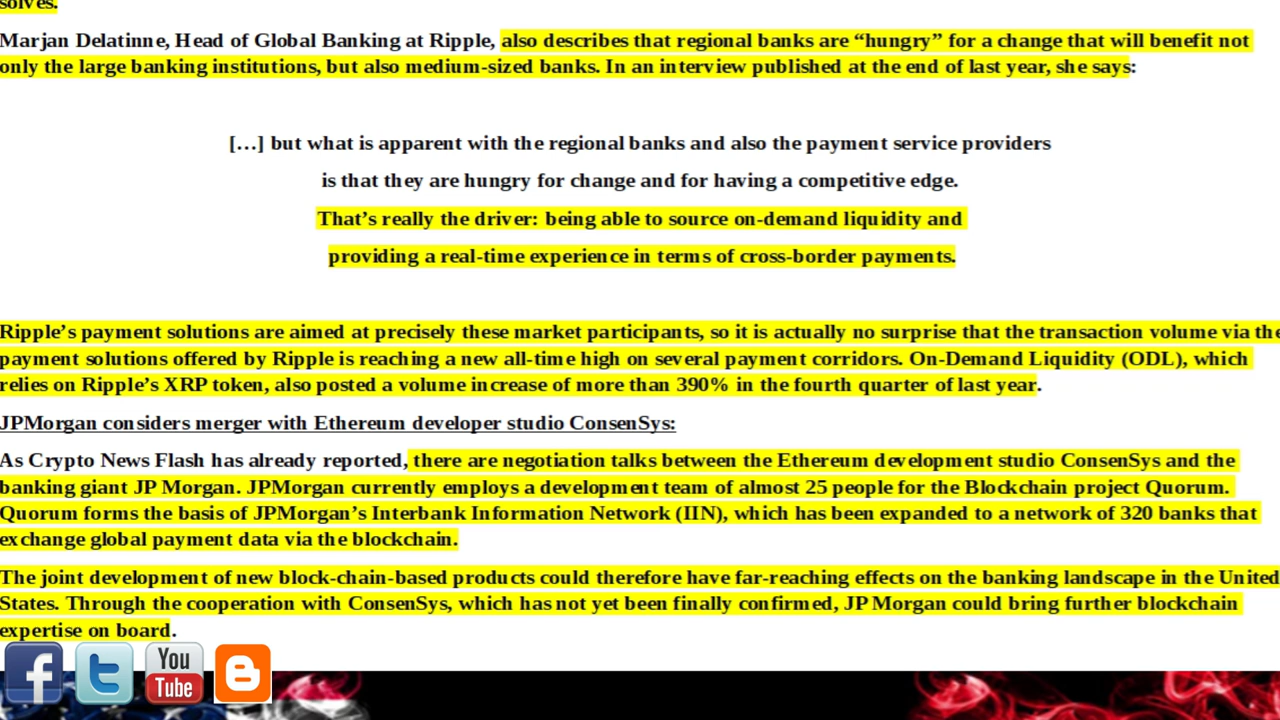 solves.
Marjan Delatinne, Head of Global Banking at Ripple, also describes that regional banks are “hungry” for a change that will benefit not
only the large banking institutions, but also medium-sized banks. In an interview published at the end of last year, she says:
[…] but what is apparent with the regional banks and also the payment service providers
is that they are hungry for change and for having a competitive edge.
That’s really the driver: being able to source on-demand liquidity and
providing a real-time experience in terms of cross-border payments.
Ripple’s payment solutions are aimed at precisely these market participants, so it is actually no surprise that the transaction volume via the
payment solutions offered by Ripple is reaching a new all-time high on several payment corridors. On-Demand Liquidity (ODL), which
relies on Ripple’s XRP token, also posted a volume increase of more than 390% in the fourth quarter of last year.
JPMorgan considers merger with Ethereum developer studio ConsenSys:
As Crypto News Flash has already reported, there are negotiation talks between the Ethereum development studio ConsenSys and the
banking giant JP Morgan. JPMorgan currently employs a development team of almost 25 people for the Blockchain project Quorum.
Quorum forms the basis of JPMorgan’s Interbank Information Network (IIN), which has been expanded to a network of 320 banks that
exchange global payment data via the blockchain.
The joint development of new block-chain-based products could therefore have far-reaching effects on the banking landscape in the United
States. Through the cooperation with ConsenSys, which has not yet been finally confirmed, JP Morgan could bring further blockchain
expertise on board.
You
Tube